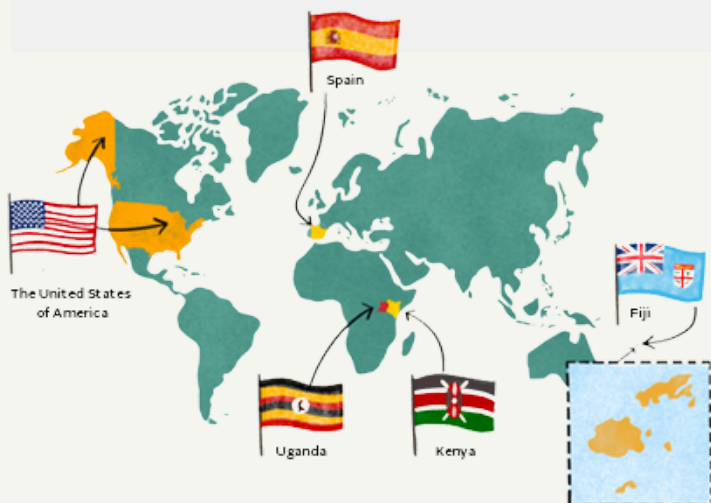 Spain
The United States
of America
Fiji
Uganda
Kenya